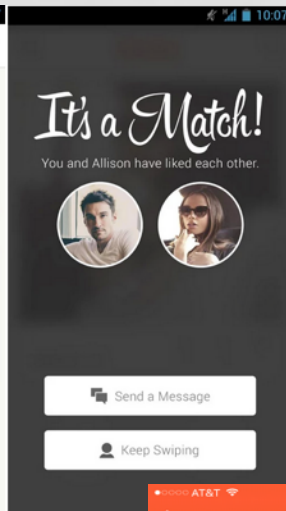 10:07
It's a Match!
You and Allison have liked each other.
Send a Message
Keep Swiping
AT&T